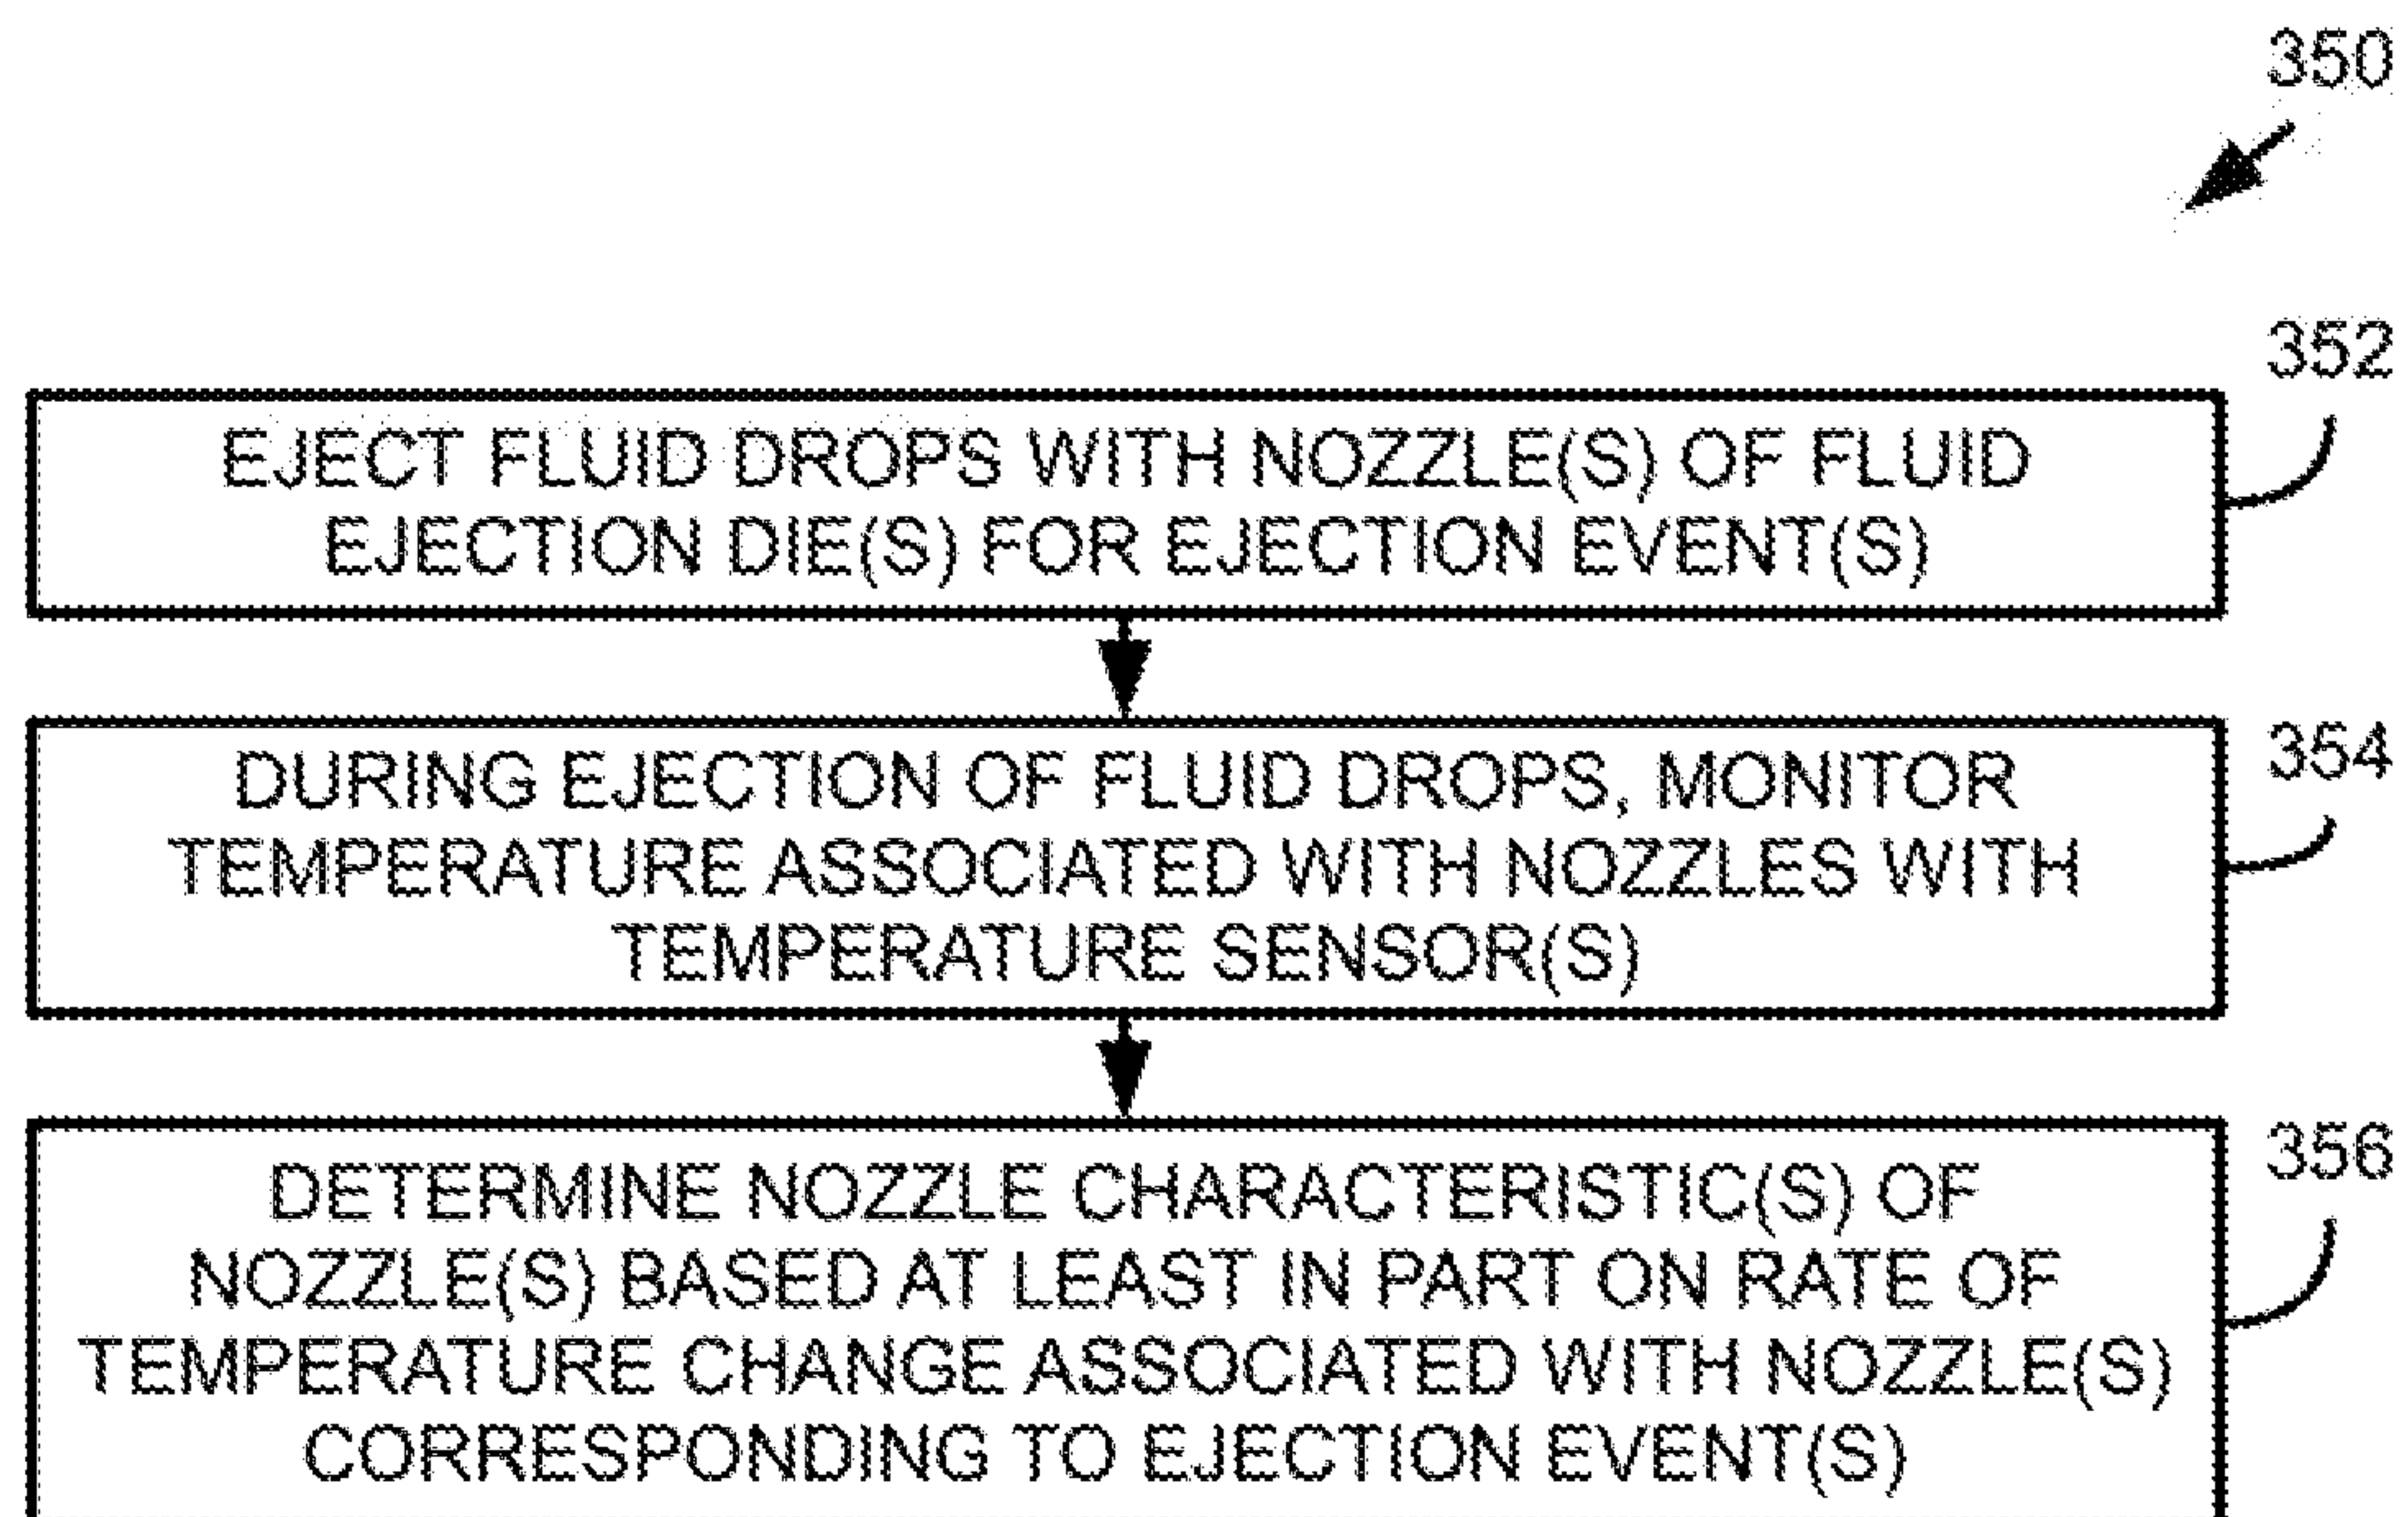 350
352
EJECT FLUID DROPS WITH NOZZLE(S) OF FLUID
EJECTION DIE(S) FOR EJECTION EVENT(S)
354
DURING EJECTION OF FLUID DROPS, MONITOR
TEMPERATURE ASSOCIATED WITH NOZZLES WITH
TEMPERATURE SENSOR(S)
356
DETERMINE NOZZLE CHARACTERISTIC(S) OF
NOZZLE(S) BASED AT LEAST IN PART ON RATE OF
TEMPERATURE CHANGE ASSOCIATED WITH NOZZLE(S)
CORRESPONDING TO EJECTION EVENT(S)